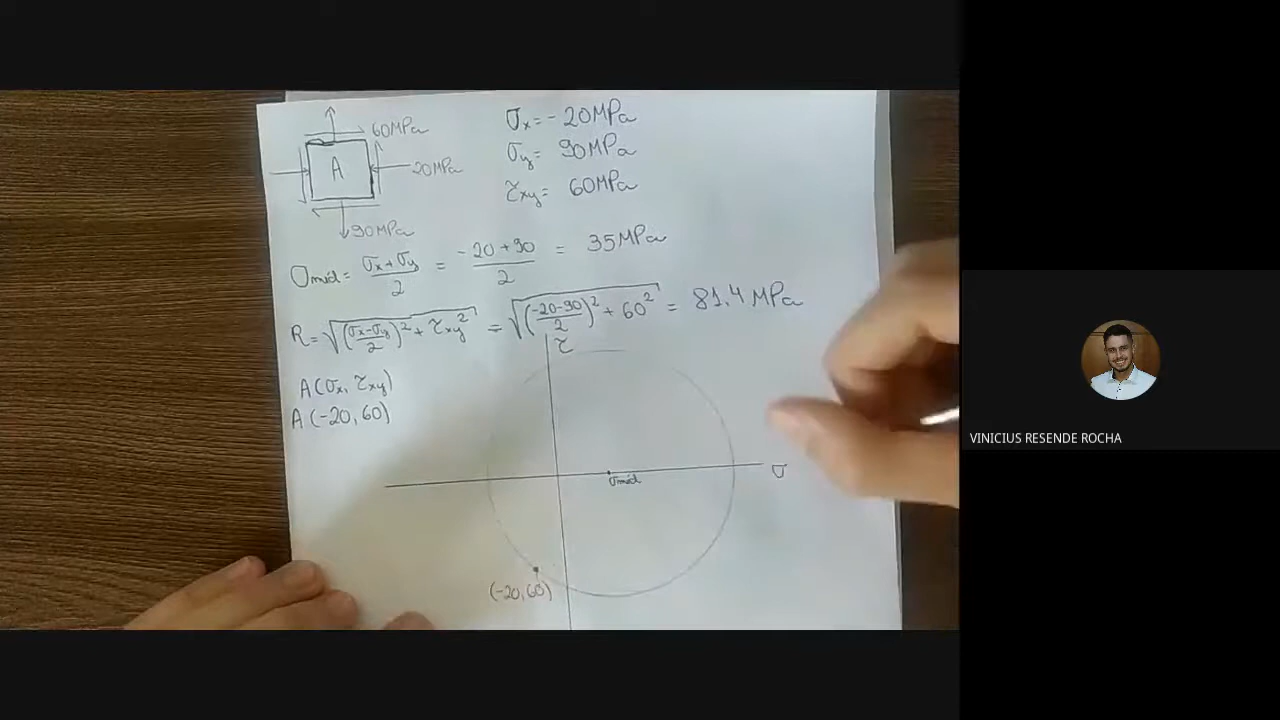 60MPa
A
20MPa
90MPa
σx = -20MPa
σy = 90MPa
τxy = 60MPa
σméd = σx + σy / 2 = -20 + 90 / 2 = 35MPa
R = √((σx - σy / 2)² + τxy²) = √((-20-90 / 2)² + 60²) = 81.4 MPa
τ
A(σx, τxy)
A(-20, 60)
σméd
σ
(-20, 60)
VINICIUS RESENDE ROCHA